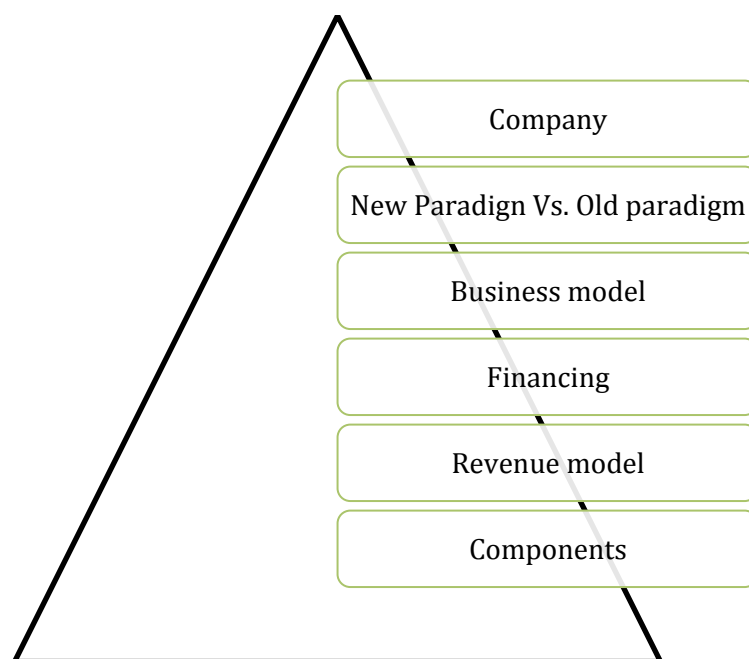 Company
New Paradign Vs. Old paradigm
Business model
Financing
Revenue model
Components